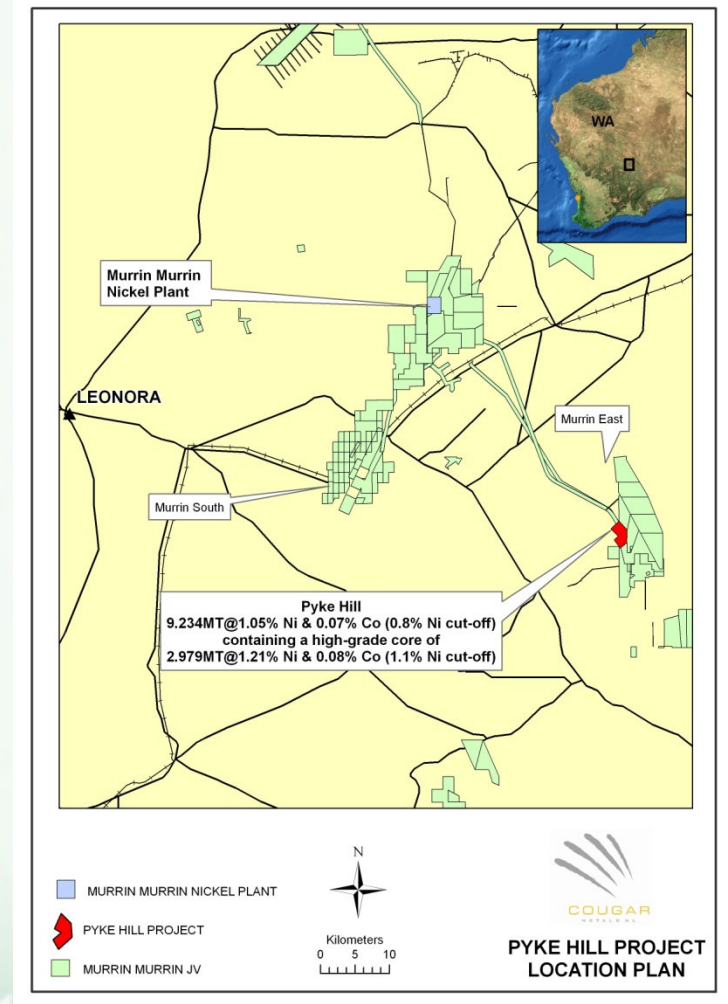 WA
Murrin Murrin
Nickel Plant
LEONORA
Murrin East
Murrin South
Pyke Hill
9.234MT@1.05% Ni & 0.07% Co (0.8% Ni cut-off)
containing a high-grade core of
2.979MT@1.21% Ni & 0.08% Co (1.1% Ni cut-off)
MURRIN MURRIN NICKEL PLANT
PYKE HILL PROJECT
MURRIN MURRIN JV
N
Kilometers
0 5 10
COUGAR
METALS NL
PYKE HILL PROJECT
LOCATION PLAN